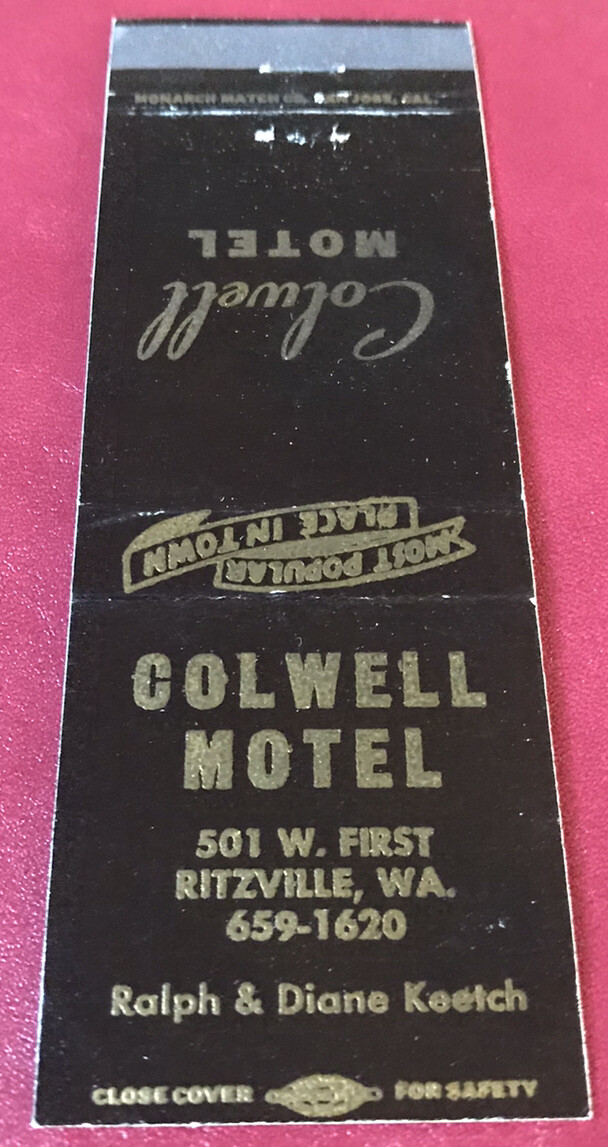 MONARCH MATCH CO. SAN JOSE, CAL.
Colwell
MOTEL
MOST POPULAR
PLACE IN TOWN
COLWELL
MOTEL
501 W. FIRST
RITZVILLE, WA.
659-1620
Ralph & Diane Keetch
CLOSE COVER FOR SAFETY